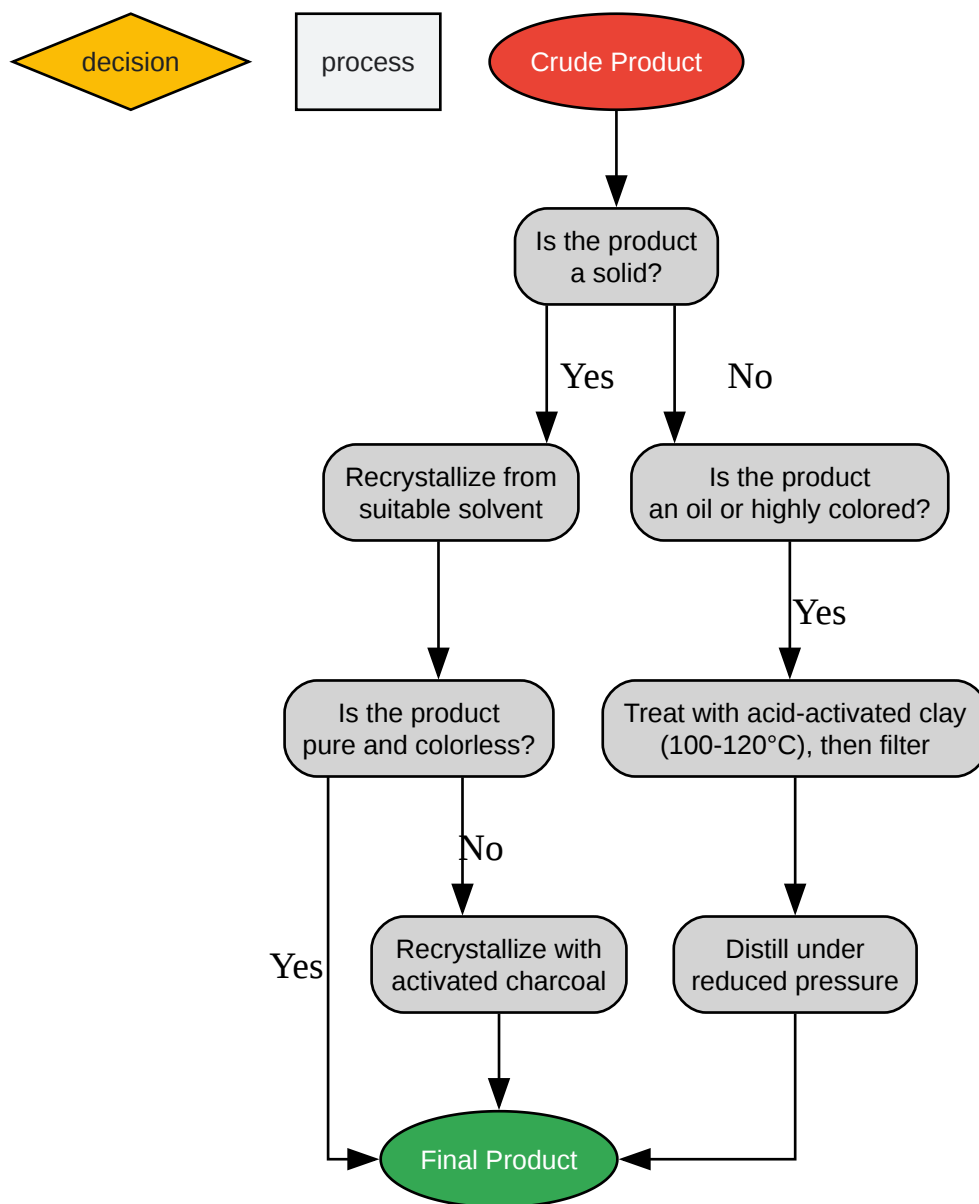 decision
process
Crude Product
Is the product
a solid?
Yes
No
Recrystallize from
suitable solvent
Is the product
an oil or highly colored?
Yes
Is the product
pure and colorless?
Treat with acid-activated clay
(100-120°C), then filter
No
Yes
Recrystallize with
activated charcoal
Distill under
reduced pressure
Final Product